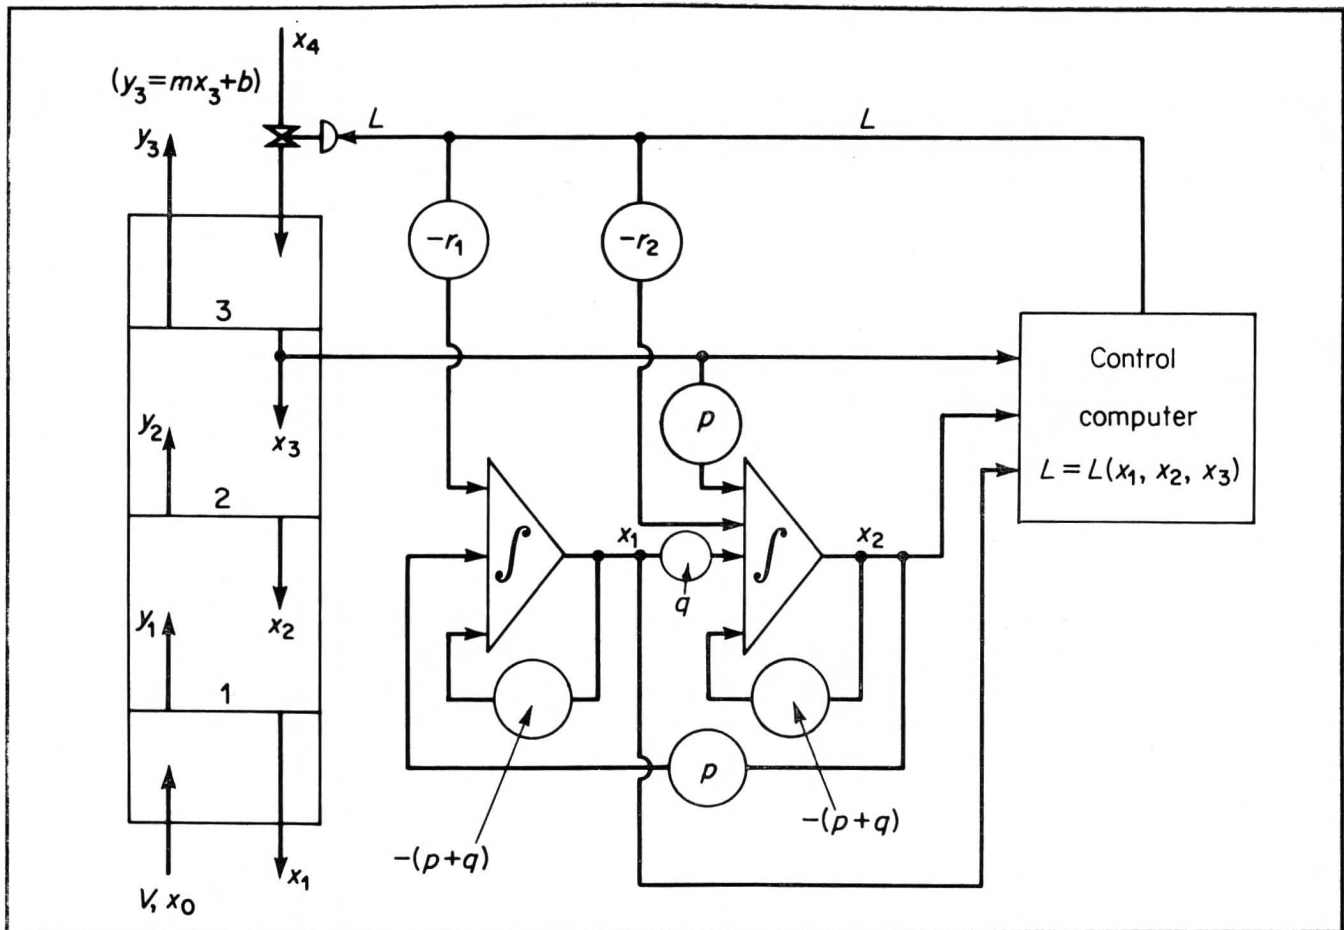 x₄
(y₃=mx₃+b)
L
L
y₃
-r₁
-r₂
3
Control
computer
L = L(x₁, x₂, x₃)
p
y₂
x₃
2
∫
x₁
q
∫
x₂
y₁
x₂
1
p
-(p+q)
-(p+q)
x₁
V, x₀